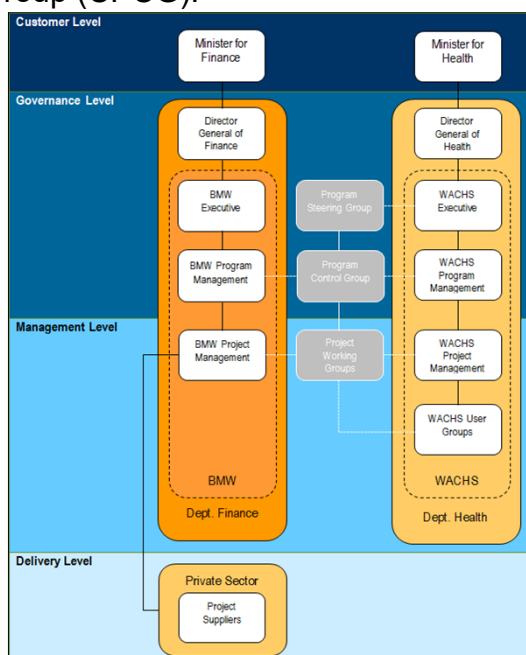 Group (CPCG).
Customer Level
Minister for
Finance
Minister for
Health
Governance Level
Director
General of
Finance
Director
General of
Health
BMW
Executive
Program
Steering Group
WACHS
Executive
BMW Program
Management
Program
Control Group
WACHS
Program
Management
Management Level
BMW Project
Management
Project
Working
Groups
WACHS
Project
Management
WACHS User
Groups
BMW
WACHS
Dept. Finance
Dept. Health
Delivery Level
Private Sector
Project
Suppliers